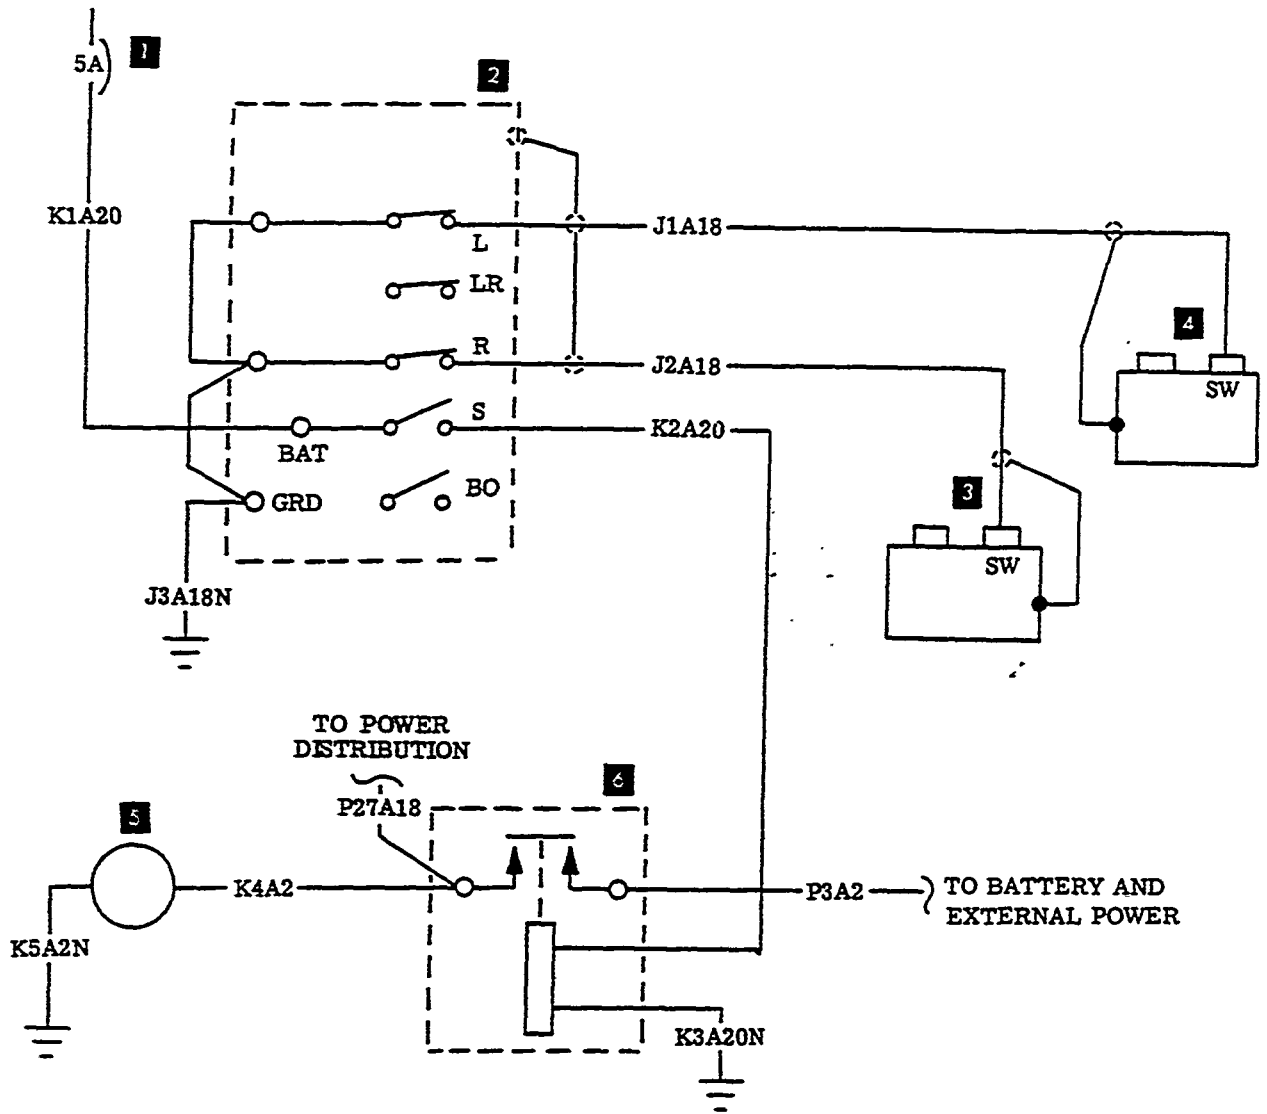 1
5A
2
K1A20
J1A18
L
LR
4
R
J2A18
SW
S
K2A20
BAT
BO
3
GRD
SW
J3A18N
TO POWER
DISTRIBUTION
6
P27A18
5
K4A2
P3A2
TO BATTERY AND
EXTERNAL POWER
K5A2N
K3A20N